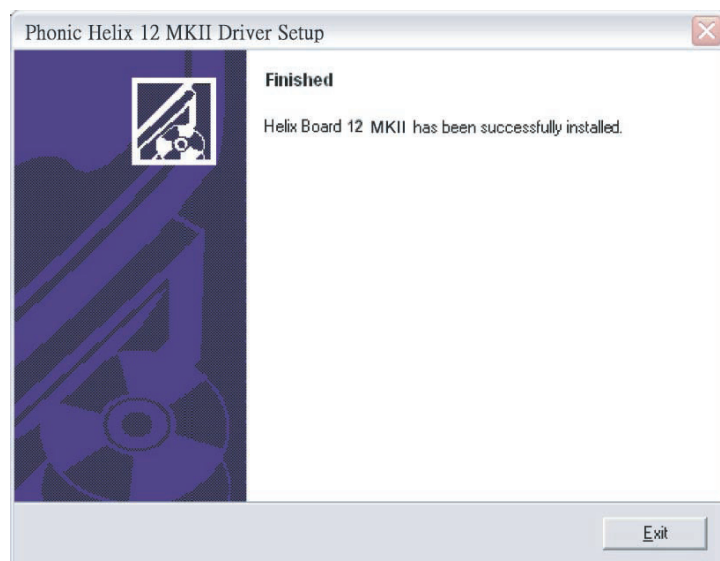 Phonic Helix 12 MKII Driver Setup
Finished
Helix Board 12 MKII has been successfully installed.
Exit